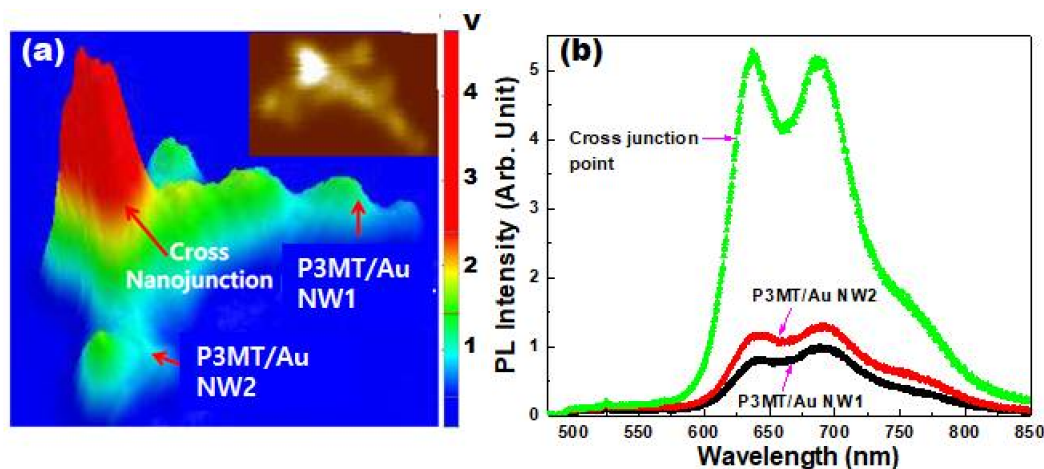 (a)
V
4
3
2
1
Cross
Nanojunction
P3MT/Au
NW1
P3MT/Au
NW2
(b)
PL Intensity (Arb. Unit)
5
4
3
2
1
0
Cross junction
point
P3MT/Au NW2
P3MT/Au NW1
500 550 600 650 700 750 800 850
Wavelength (nm)